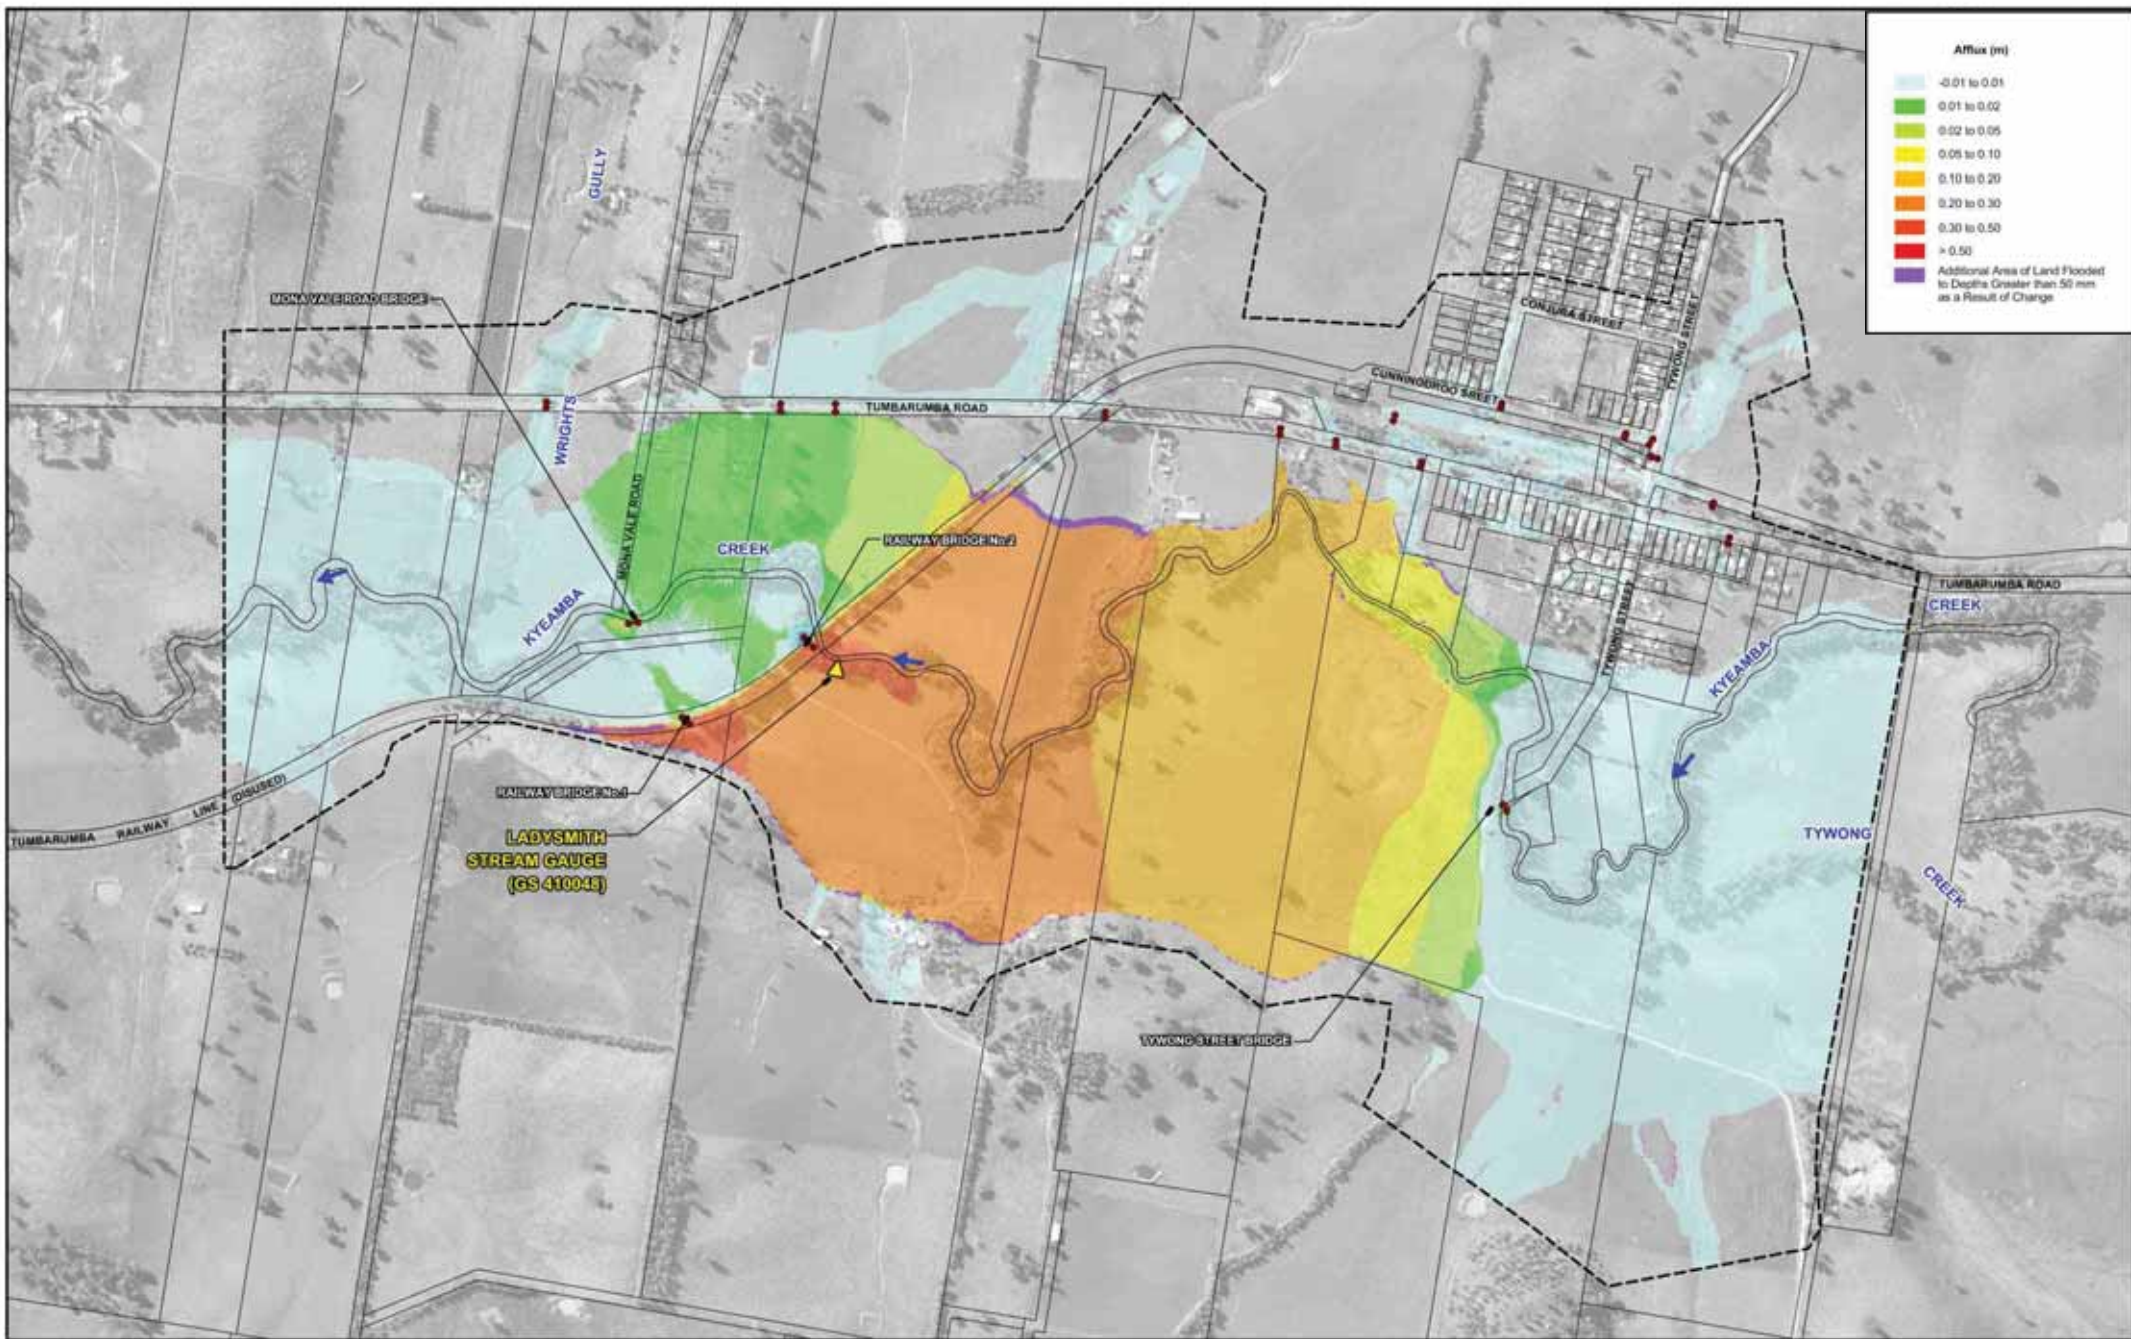 Afflux (m)
-0.01 to 0.01
0.01 to 0.02
0.02 to 0.05
0.05 to 0.10
0.10 to 0.20
0.20 to 0.30
0.30 to 0.50
> 0.50
Additional Area of Land Flooded
to Depths Greater than 50 mm
as a Result of Change
GULLY
MONA VALE ROAD BRIDGE
CONJURA STREET
TYWONG STREET
CUNNINGDROO SREET
TUMBARUMBA ROAD
WRIGHTS
MONA VALE ROAD
CREEK
RAILWAY BRIDGE No.2
KYEAMBA
TYWONG STREET
TUMBARUMBA ROAD
CREEK
KYEAMBA
RAILWAY BRIDGE No.1
TUMBARUMBA RAILWAY LINE (DISUSED)
LADYSMITH
STREAM GAUGE
(GS 410048)
TYWONG
CREEK
TYWONG STREET BRIDGE